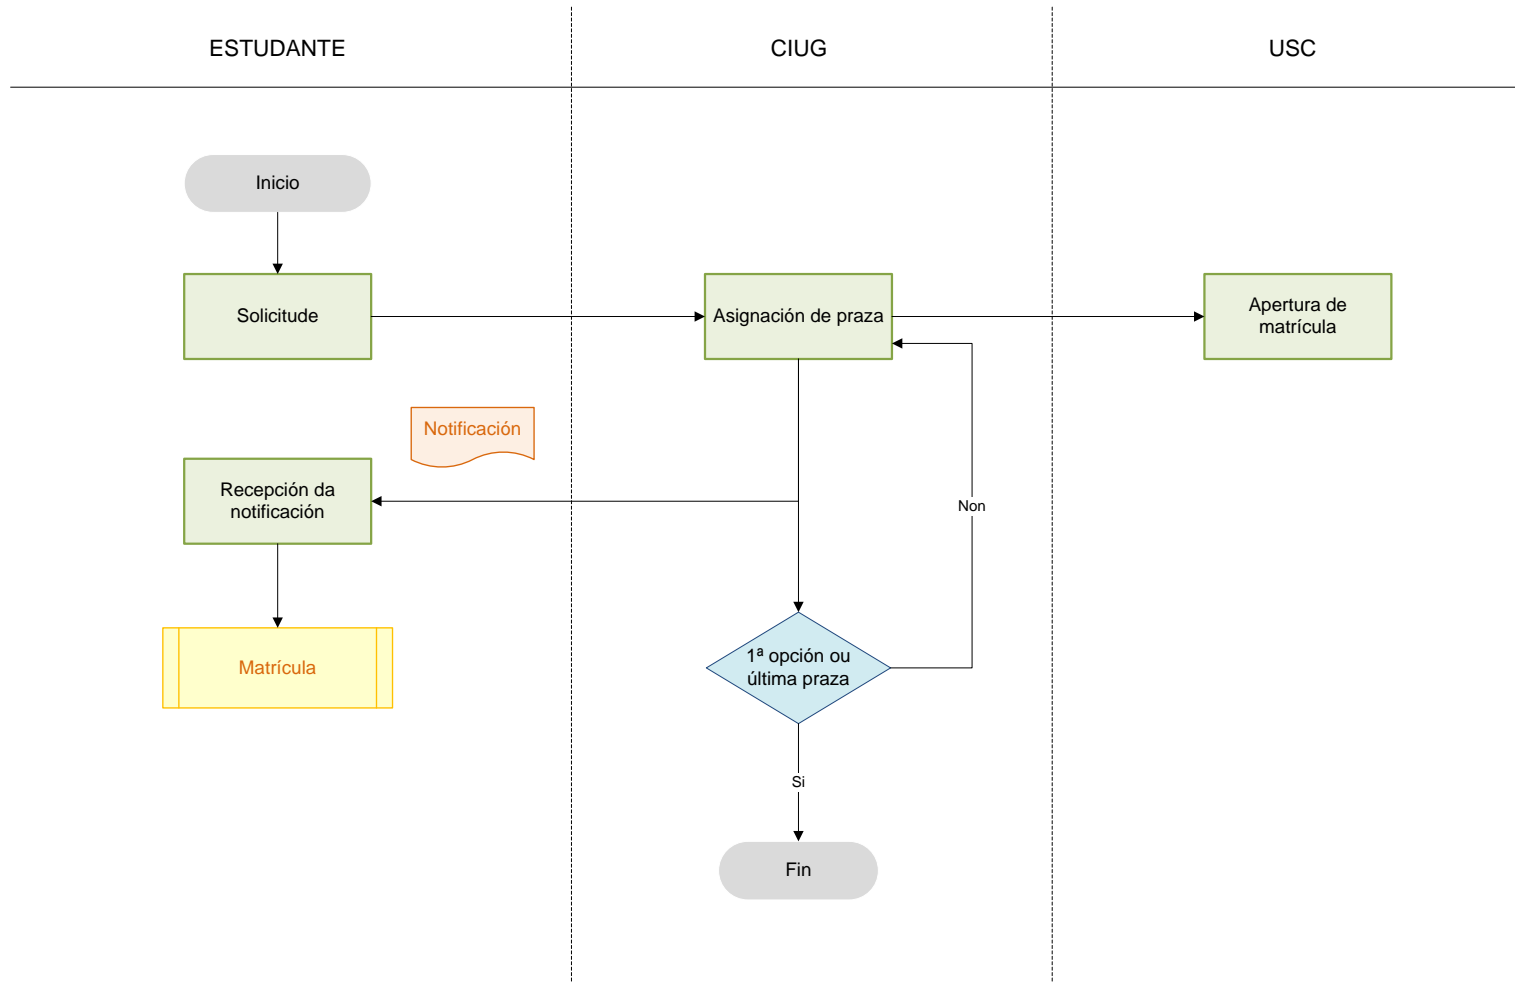 ESTUDANTE
CIUG
USC
Inicio
Solicitude
Asignación de praza
Apertura de
matrícula
Notificación
Recepción da
notificación
Non
Matrícula
1ª opción ou
última praza
Si
Fin